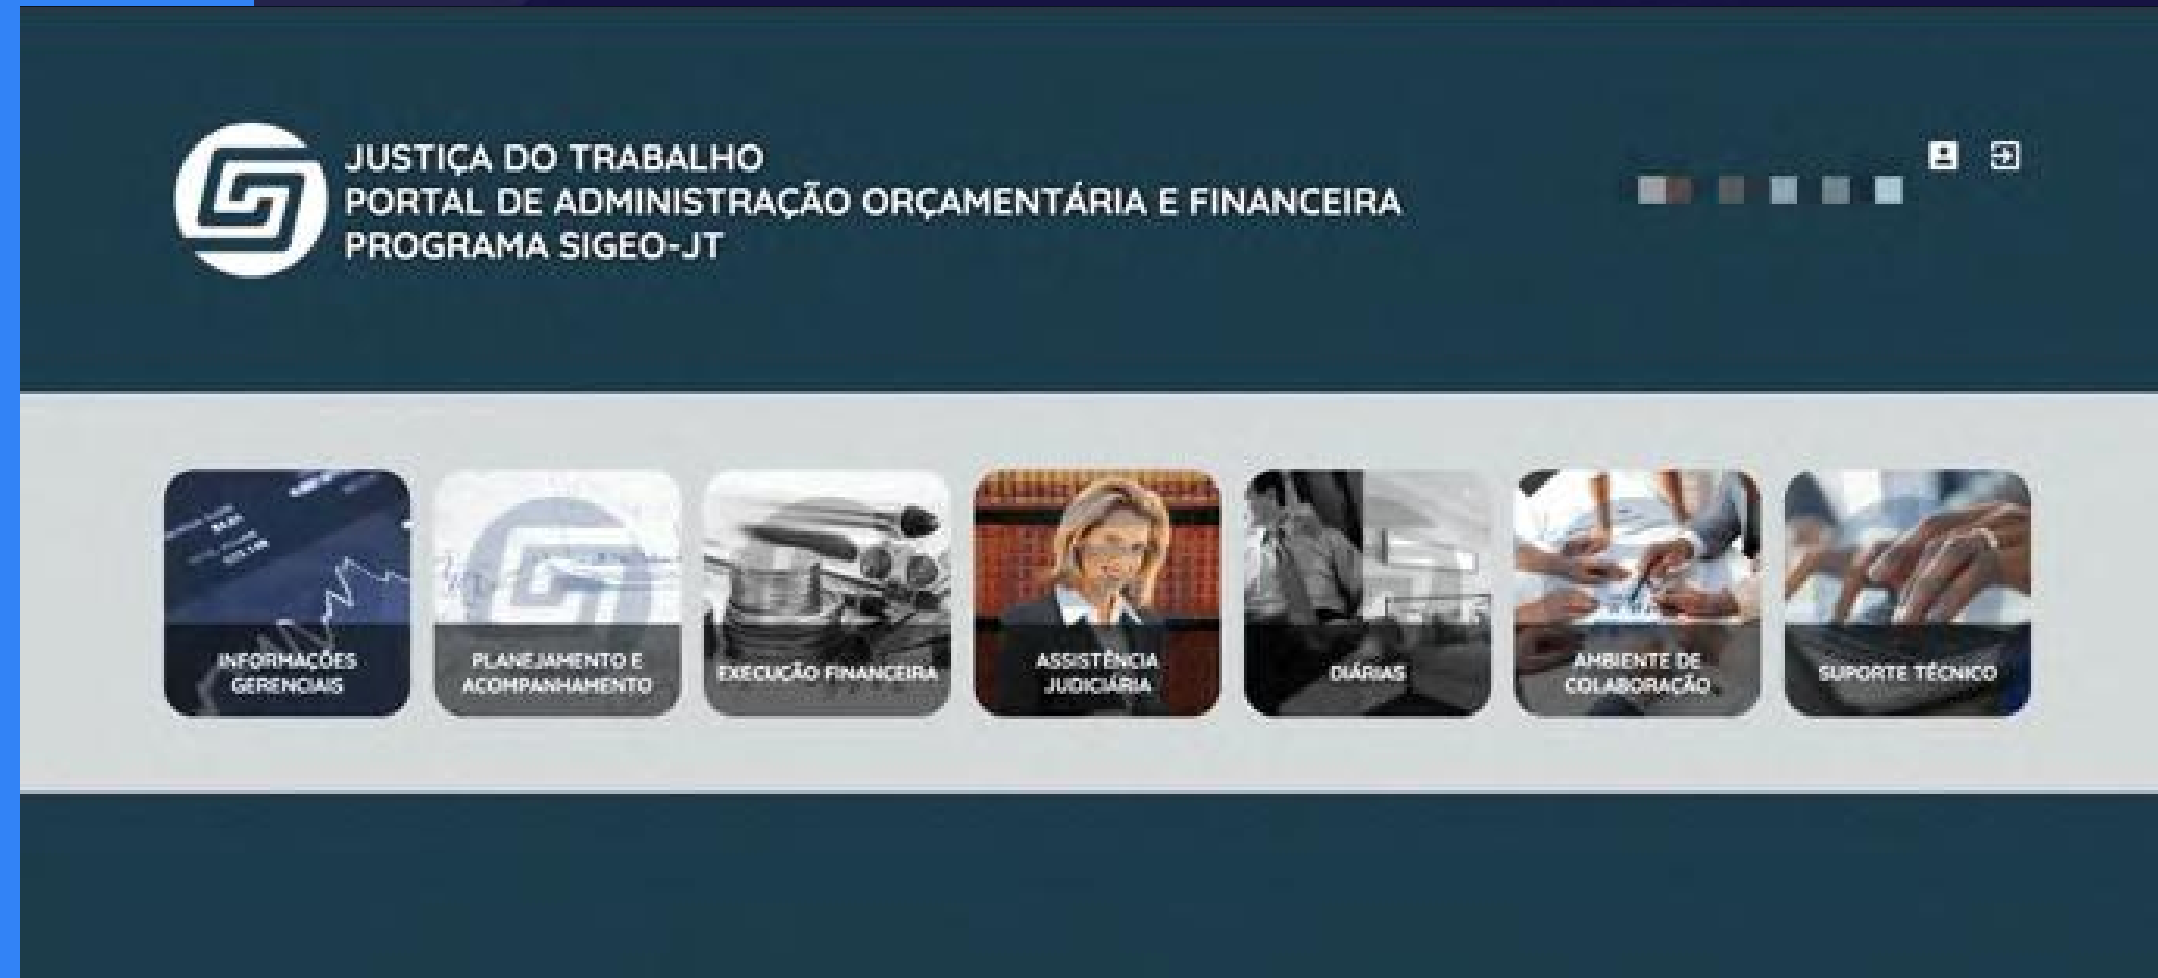 JUSTIÇA DO TRABALHO
PORTAL DE ADMINISTRAÇÃO ORÇAMENTÁRIA E FINANCEIRA
PROGRAMA SIGEO-JT
INFORMAÇÕES
GERENCIAIS
PLANEJAMENTO E
ACOMPANHAMENTO
EXECUÇÃO FINANCEIRA
ASSISTÊNCIA
JUDICIÁRIA
DIÁRIAS
AMBIENTE DE
COLABORAÇÃO
SUPORTE TÉCNICO